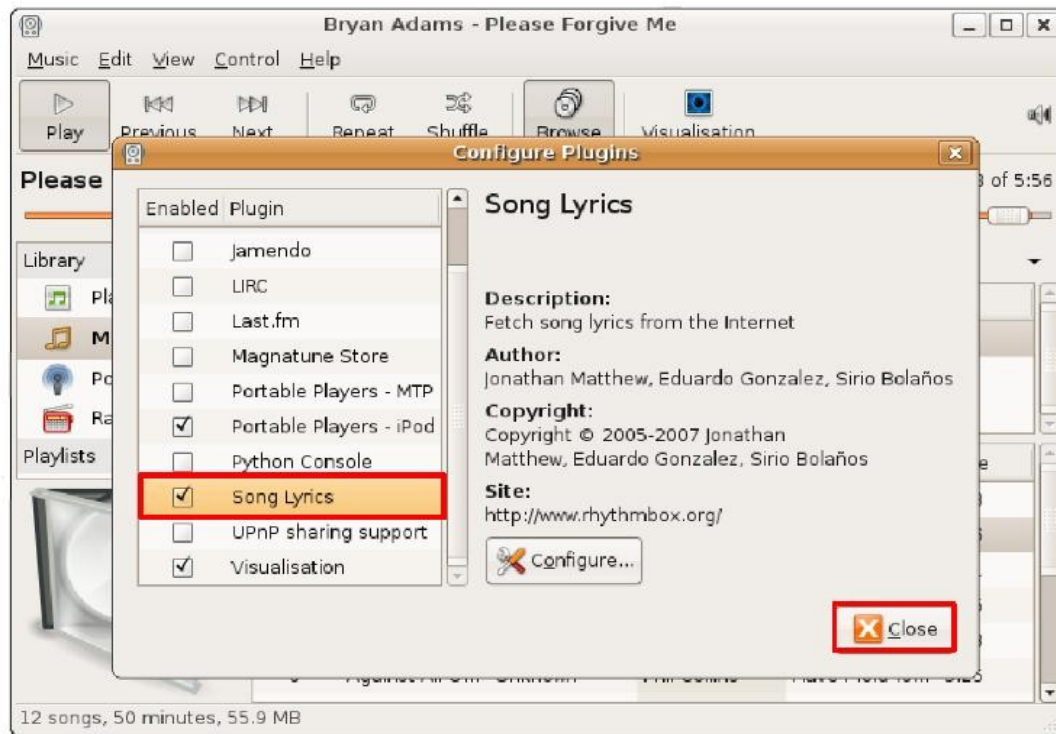 Bryan Adams - Please Forgive Me
Music Edit View Control Help
Play Previous Next Repeat Shuffle Browse Visualisation
Configure Plugins
Please
of 5:56
Enabled Plugin
Song Lyrics
Library
Jamendo
LIRC
Last.fm
Magnatune Store
Portable Players - MTP
Portable Players - iPod
Python Console
Song Lyrics
UPnP sharing support
Visualisation
Description:
Fetch song lyrics from the Internet
Author:
Jonathan Matthew, Eduardo Gonzalez, Sirio Bolaños
Copyright:
Copyright © 2005-2007 Jonathan
Matthew, Eduardo Gonzalez, Sirio Bolaños
Site:
http://www.rhythmbox.org/
Configure...
Close
Playlists
12 songs, 50 minutes, 55.9 MB